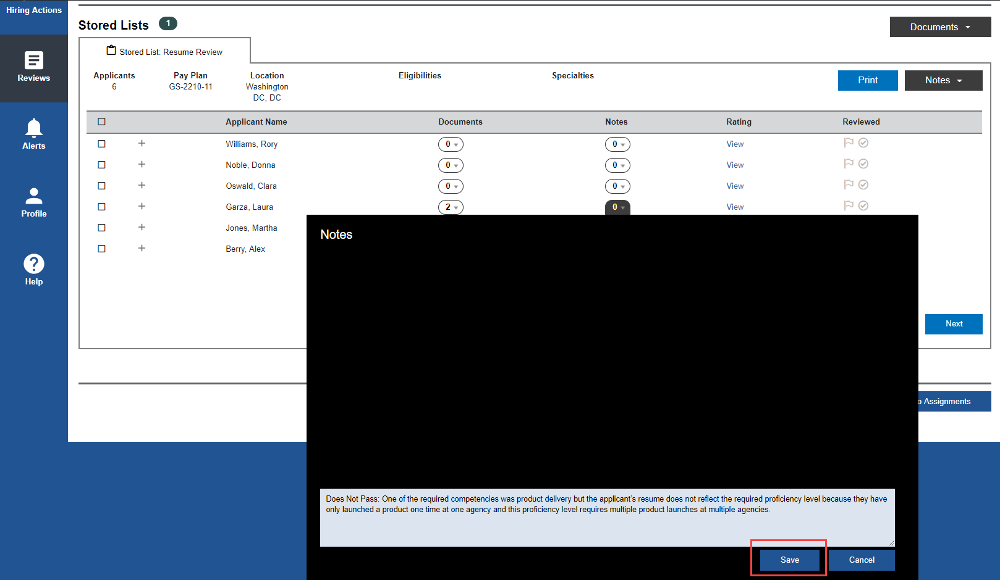 Hiring Actions
Reviews
Alerts
Profile
Help
Stored Lists 1
Documents
Stored List: Resume Review
Applicants
6
Pay Plan
GS-2210-11
Location
Washington
DC, DC
Eligibilities
Specialties
Print
Notes
Applicant Name Documents Notes Rating Reviewed
Williams, Rory 0 0 View
Noble, Donna 0 0 View
Oswald, Clara 0 0 View
Garza, Laura 2 0 View
Jones, Martha
Berry, Alex
Next
o Assignments
Notes
Does Not Pass: One of the required competencies was product delivery but the applicant's resume does not reflect the required proficiency level because they have
only launched a product one time at one agency and this proficiency level requires multiple product launches at multiple agencies.
Save
Cancel